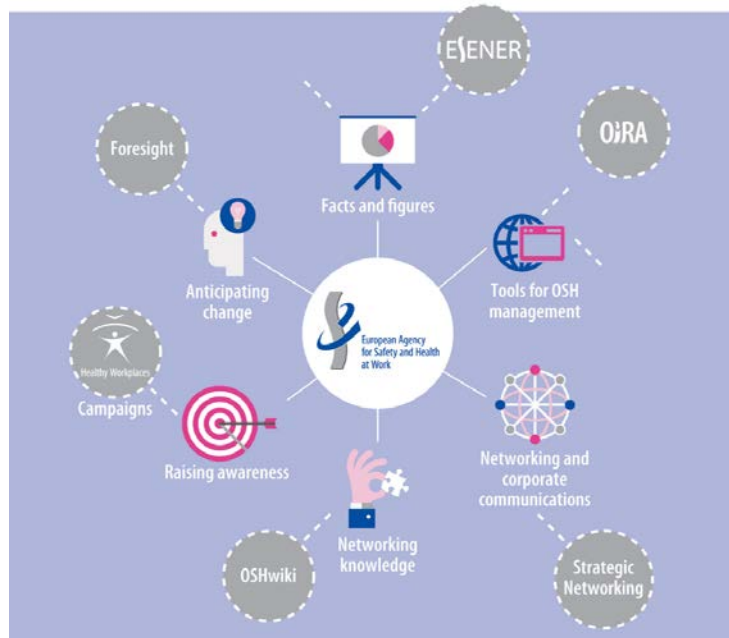 ESENER
Foresight
OiRA
Facts and figures
Anticipating
change
Tools for OSH
management
European Agency
for Safety and Health
at Work
Healthy Workplaces
Campaigns
Raising awareness
Networking and
corporate
communications
Networking
knowledge
OSHwiki
Strategic
Networking